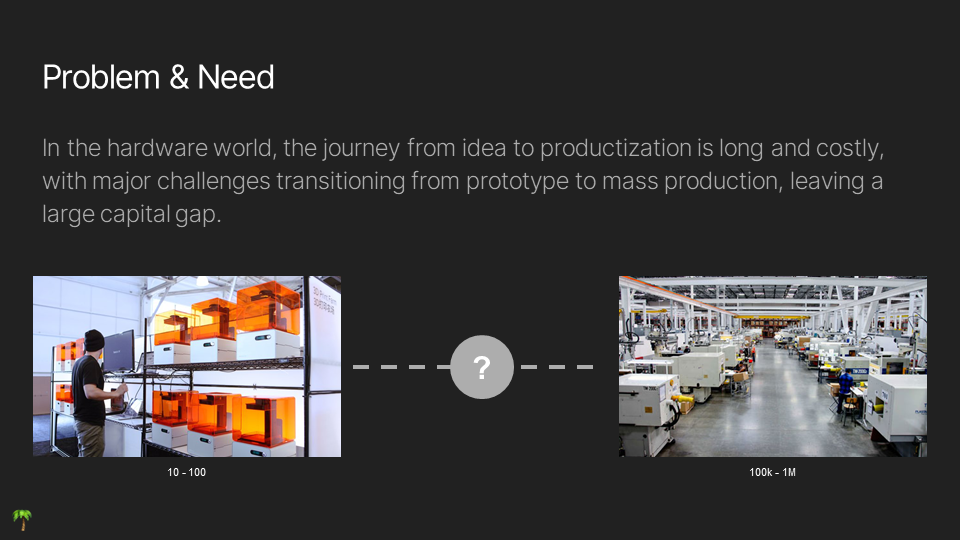 Problem & Need
In the hardware world, the journey from idea to productization is long and costly,
with major challenges transitioning from prototype to mass production, leaving a
large capital gap.
?
10 - 100
100k - 1M